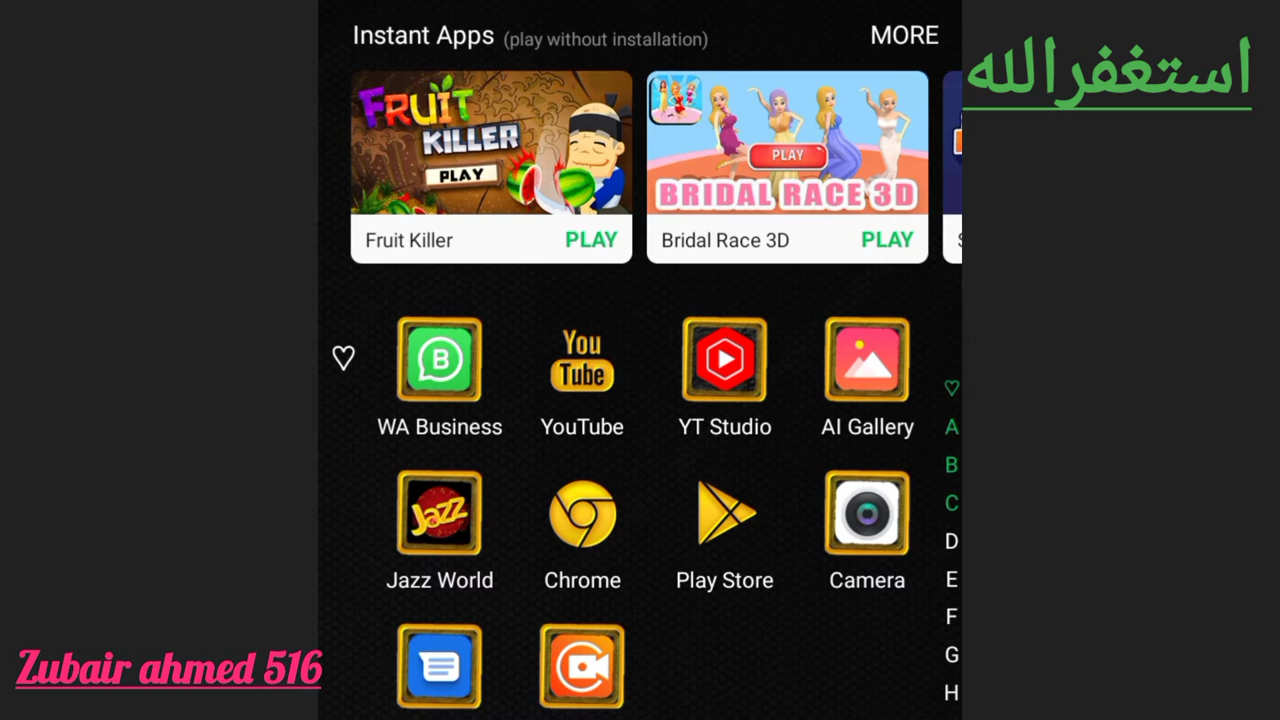 Instant Apps (play without installation) MORE
استغفرالله
FRUIT
KILLER
PLAY
PLAY
BRIDAL RACE 3D
Fruit Killer PLAY
Bridal Race 3D PLAY
You
Tube
B
WA Business YouTube YT Studio AI Gallery
♡
A
B
C
D
E
F
G
H
Jazz
Jazz World Chrome Play Store Camera
Zubair ahmed 516